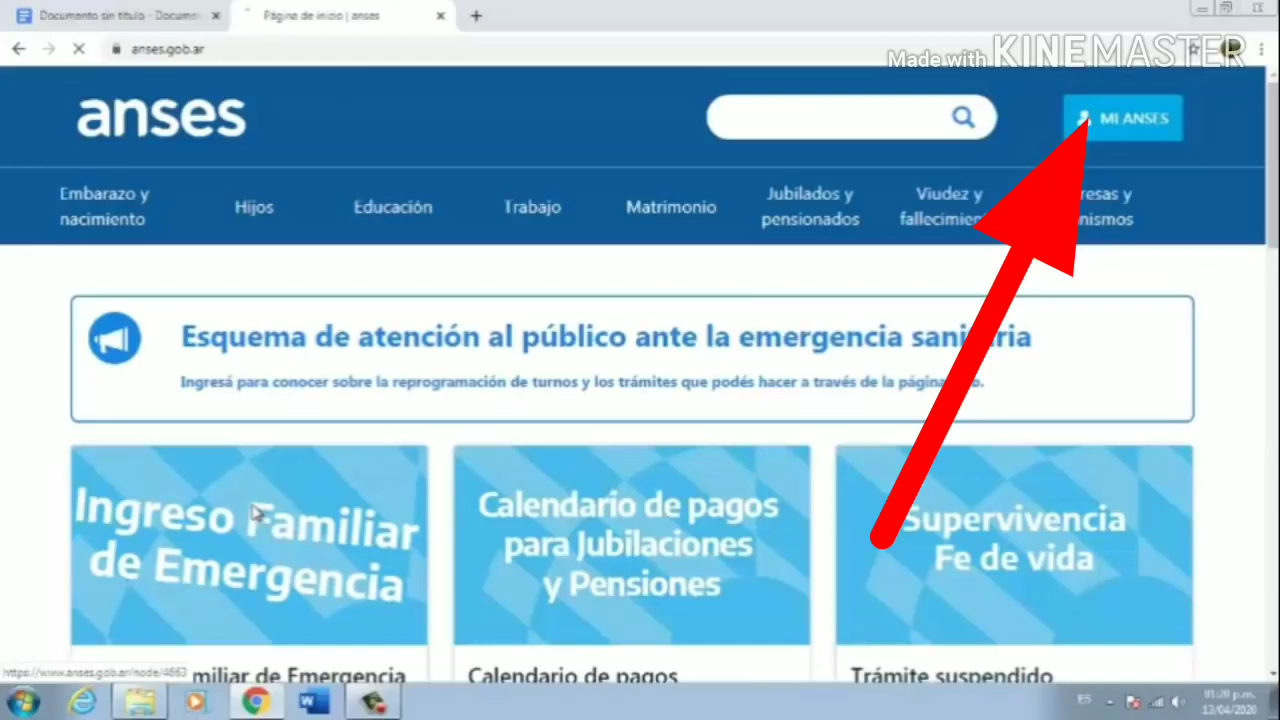 Documento sin título - Docume
Página de inicio | anses
anses.gob.ar
Made with KINEMASTER
anses
MI ANSES
Embarazo y
nacimiento
Hijos
Educación
Trabajo
Matrimonio
Jubilados y
pensionados
Viudez y
fallecimien
resas y
nismos
Esquema de atención al público ante la emergencia sanitaria
Ingresá para conocer sobre la reprogramación de turnos y los trámites que podés hacer a través de la página
Ingreso Familiar
de Emergencia
Calendario de pagos
para Jubilaciones
y Pensiones
Supervivencia
Fe de vida
https://www.anses.gob.ar/node/4663
miliar de Emergencia
Calendario de pagos
Trámite suspendido
ES
p.m.
13/04/2020